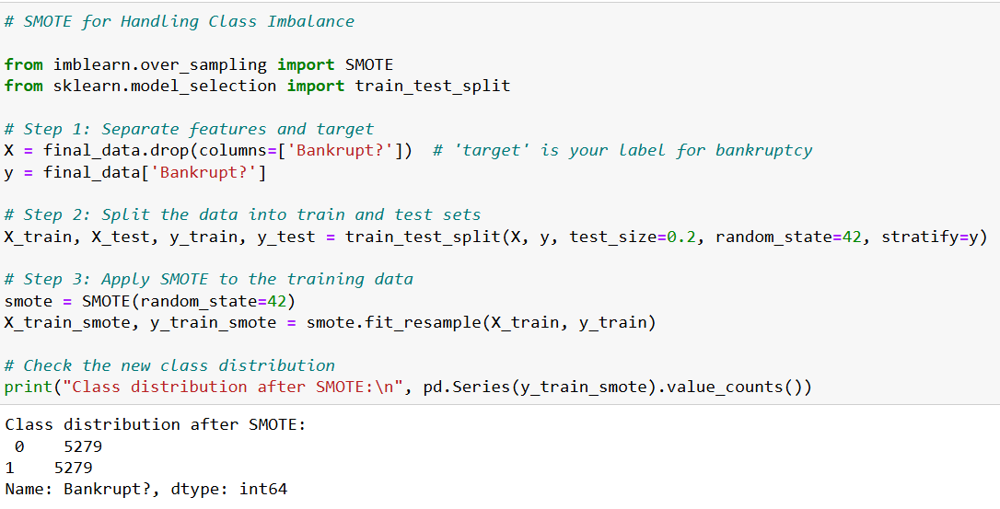 # SMOTE for Handling Class Imbalance
from imblearn.over_sampling import SMOTE
from sklearn.model_selection import train_test_split
# Step 1: Separate features and target
X = final_data.drop(columns=['Bankrupt?'])  # 'target' is your label for bankruptcy
y = final_data['Bankrupt?']
# Step 2: Split the data into train and test sets
X_train, X_test, y_train, y_test = train_test_split(X, y, test_size=0.2, random_state=42, stratify=y)
# Step 3: Apply SMOTE to the training data
smote = SMOTE(random_state=42)
X_train_smote, y_train_smote = smote.fit_resample(X_train, y_train)
# Check the new class distribution
print("Class distribution after SMOTE:\n", pd.Series(y_train_smote).value_counts())
Class distribution after SMOTE:
 0    5279
1    5279
Name: Bankrupt?, dtype: int64